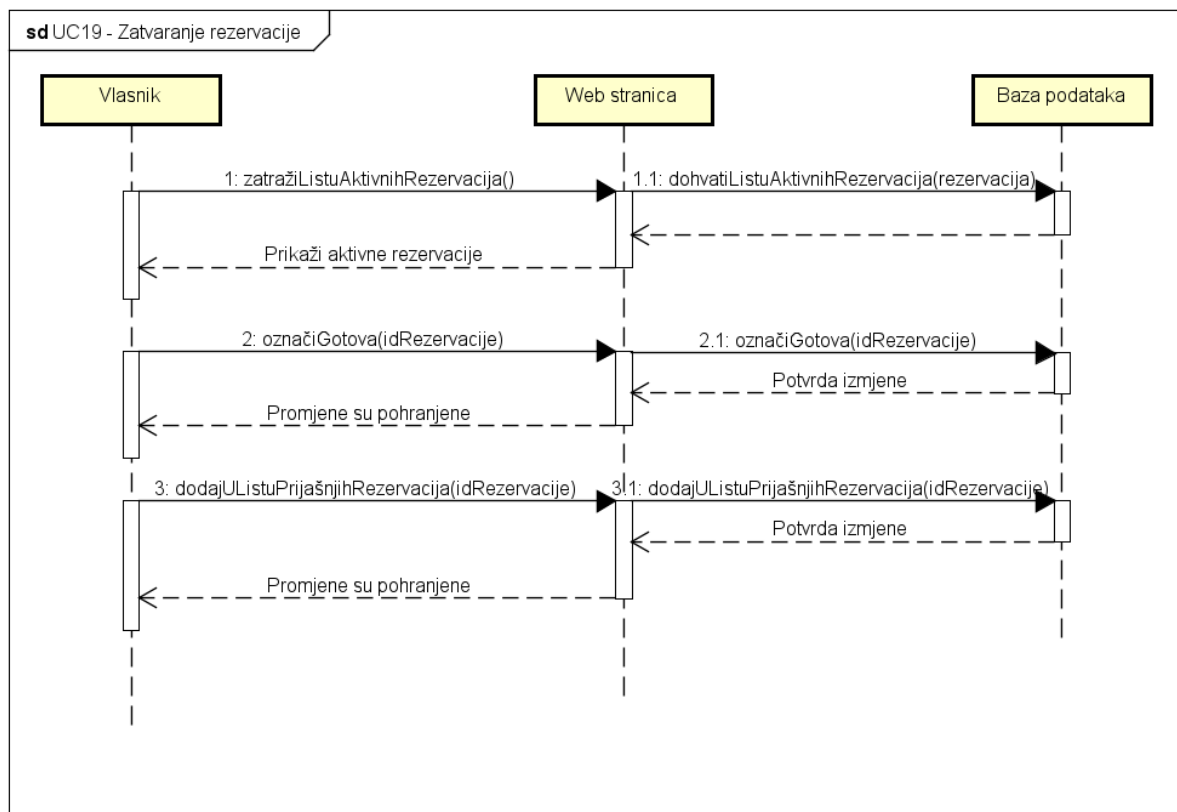 sd UC19 - Zatvaranje rezervacije
Vlasnik
Web stranica
Baza podataka
1: zatražiListuAktivnihRezervacija()
1.1: dohvatiListuAktivnihRezervacija(rezervacija)
Prikaži aktivne rezervacije
2: označiGotova(idRezervacije)
2.1: označiGotova(idRezervacije)
Potvrda izmjene
Promjene su pohranjene
3: dodajUListuPrijašnjihRezervacija(idRezervacije)
3.1: dodajUListuPrijašnjihRezervacija(idRezervacije)
Potvrda izmjene
Promjene su pohranjene